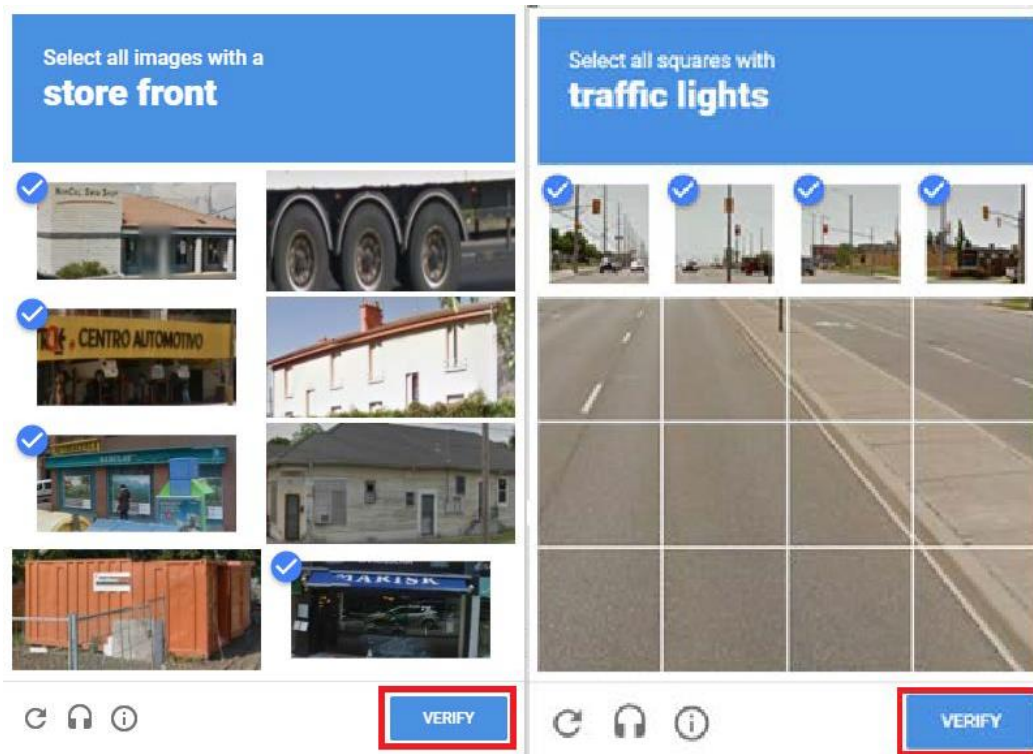 Select all images with a
store front
CENTRO AUTOMOTIVO
MARISK
VERIFY
Select all squares with
traffic lights
VERIFY